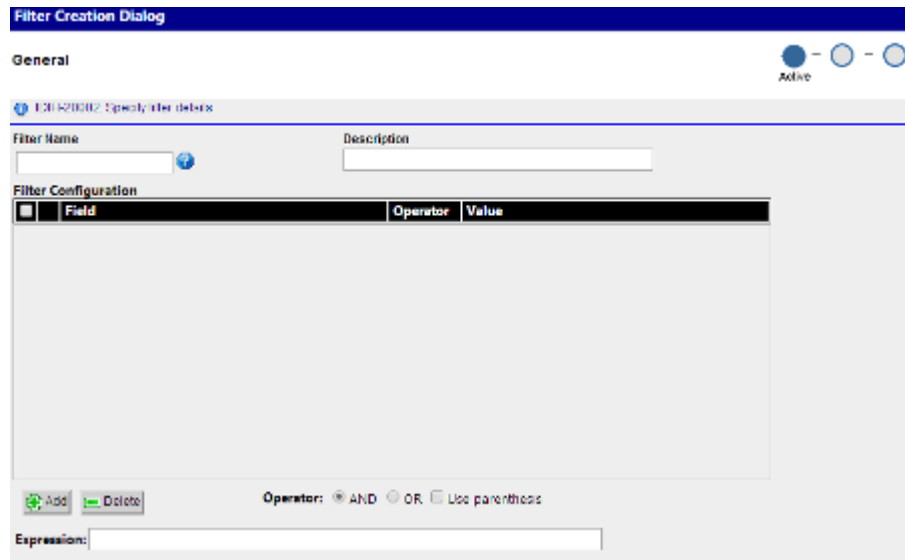 Filter Creation Dialog
General
Active
Specify filter details
Filter Name Description
Filter Configuration
Field Operator Value
Add Delete Operator: AND OR Use parenthesis
Expression: